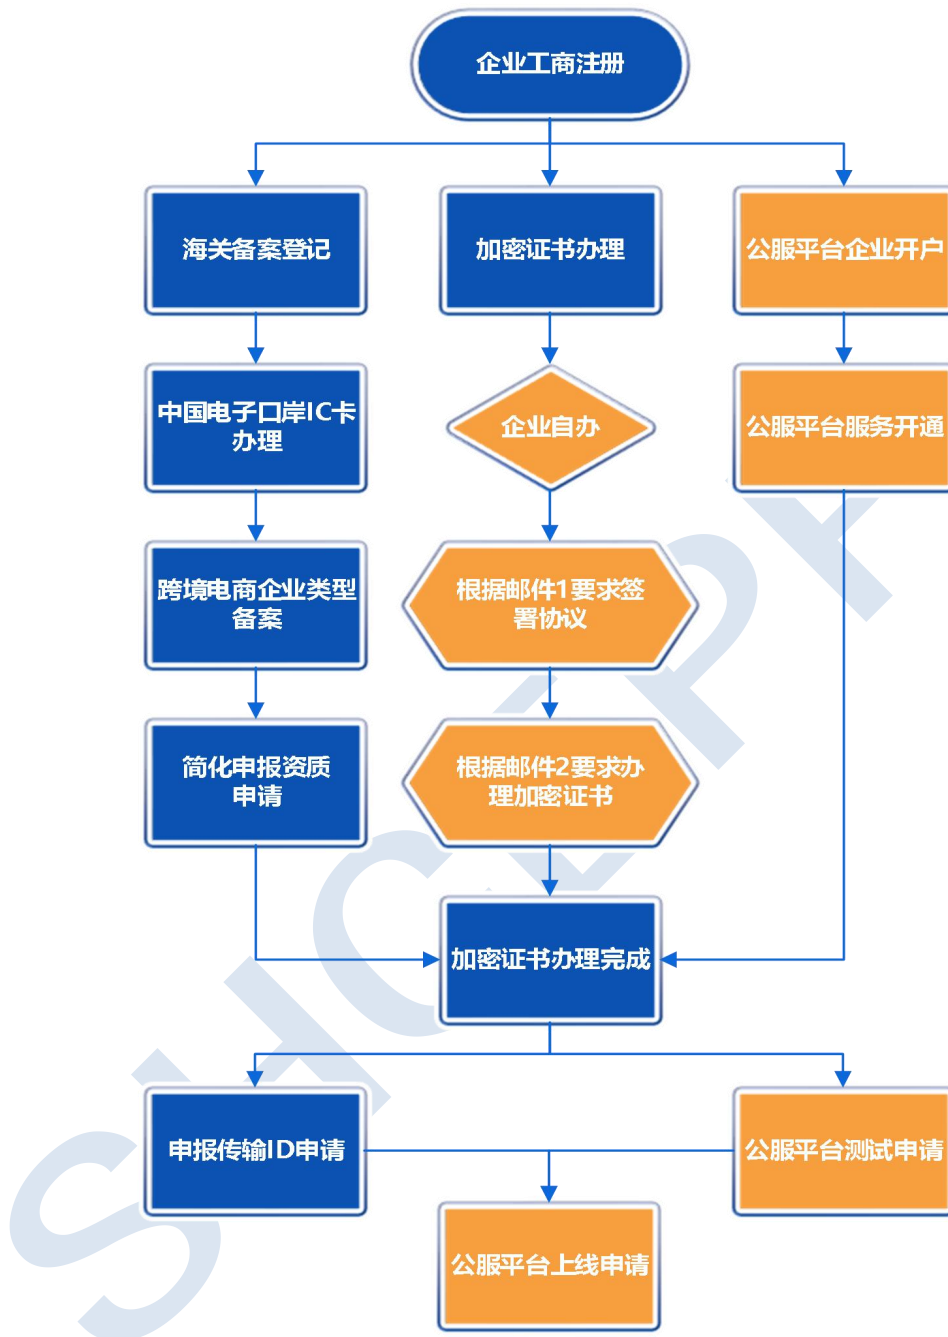 企业工商注册
海关备案登记
加密证书办理
公服平台企业开户
中国电子口岸IC卡
办理
企业自办
公服平台服务开通
跨境电商企业类型
备案
根据邮件1要求签
署协议
简化申报资质
申请
根据邮件2要求办
理加密证书
加密证书办理完成
申报传输ID申请
公服平台测试申请
公服平台上线申请